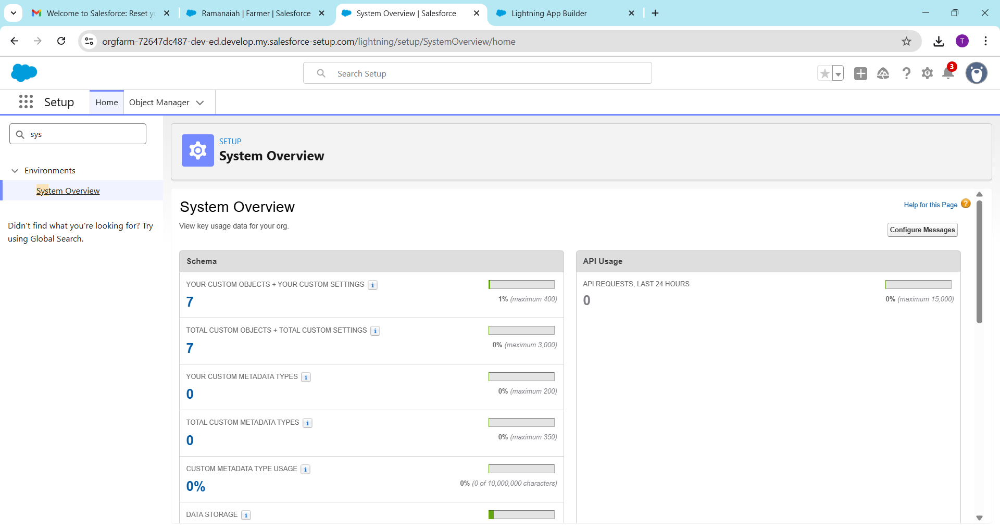 Welcome to Salesforce: Reset yo
Ramanaiah | Farmer | Salesforce
System Overview | Salesforce
Lightning App Builder
orgfarm-72647dc487-dev-ed.develop.my.salesforce-setup.com/lightning/setup/SystemOverview/home
T
Search Setup
3
Setup
Home
Object Manager
sys
Environments
System Overview
Didn't find what you're looking for? Try
using Global Search.
SETUP
System Overview
System Overview
View key usage data for your org.
Help for this Page
Configure Messages
Schema
YOUR CUSTOM OBJECTS + YOUR CUSTOM SETTINGS
7
1% (maximum 400)
TOTAL CUSTOM OBJECTS + TOTAL CUSTOM SETTINGS
7
0% (maximum 3,000)
YOUR CUSTOM METADATA TYPES
0
0% (maximum 200)
TOTAL CUSTOM METADATA TYPES
0
0% (maximum 350)
CUSTOM METADATA TYPE USAGE
0%
0% (0 of 10,000,000 characters)
DATA STORAGE
API Usage
API REQUESTS, LAST 24 HOURS
0
0% (maximum 15,000)